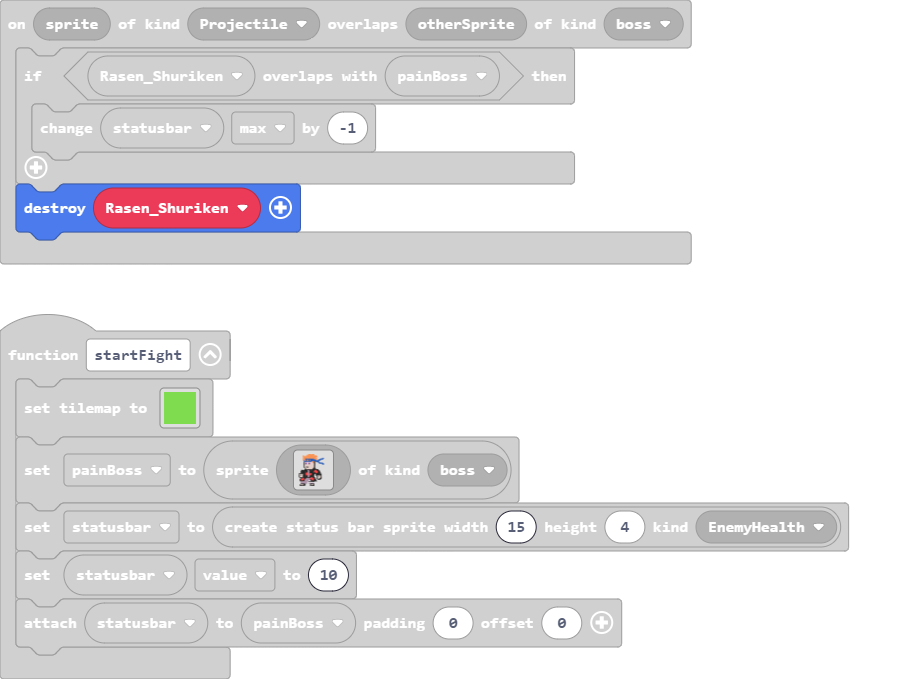 on sprite of kind Projectile overlaps otherSprite of kind boss
if Rasen_Shuriken overlaps with painBoss then
change statusbar max by -1
destroy Rasen_Shuriken
function startFight
set tilemap to
set painBoss to sprite of kind boss
set statusbar to create status bar sprite width 15 height 4 kind EnemyHealth
set statusbar value to 10
attach statusbar to painBoss padding 0 offset 0